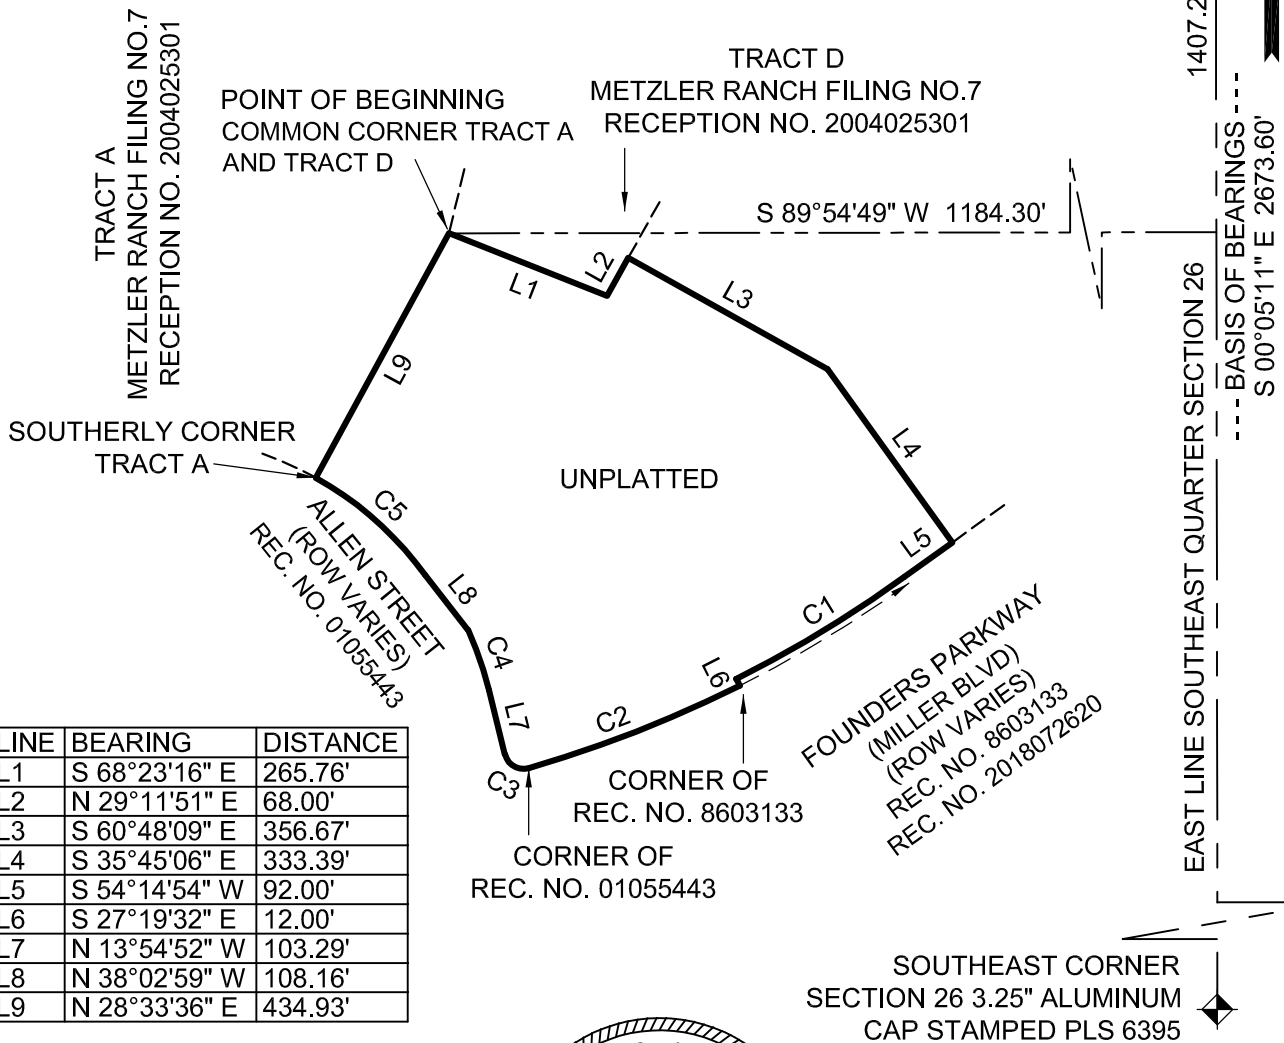 TRACT A
METZLER RANCH FILING NO.7
RECEPTION NO. 2004025301
POINT OF BEGINNING
COMMON CORNER TRACT A
AND TRACT D
TRACT D
METZLER RANCH FILING NO.7
RECEPTION NO. 2004025301
S 89°54'49" W 1184.30'
BASIS OF BEARINGS
S 00°05'11" E 2673.60'
EAST LINE SOUTHEAST QUARTER SECTION 26
L1
L2
L3
L9
L4
SOUTHERLY CORNER
TRACT A
UNPLATTED
C5
L5
L8
C1
C4
L6
L7
C2
C3
ALLEN STREET
(ROW VARIES)
REC. NO. 01055443
FOUNDERS PARKWAY
(MILLER BLVD)
(ROW VARIES)
REC. NO. 8603133
REC. NO. 2018072620
CORNER OF
REC. NO. 8603133
CORNER OF
REC. NO. 01055443
LINE BEARING DISTANCE
L1 S 68°23'16" E 265.76'
L2 N 29°11'51" E 68.00'
L3 S 60°48'09" E 356.67'
L4 S 35°45'06" E 333.39'
L5 S 54°14'54" W 92.00'
L6 S 27°19'32" E 12.00'
L7 N 13°54'52" W 103.29'
L8 N 38°02'59" W 108.16'
L9 N 28°33'36" E 434.93'
SOUTHEAST CORNER
SECTION 26 3.25" ALUMINUM
CAP STAMPED PLS 6395